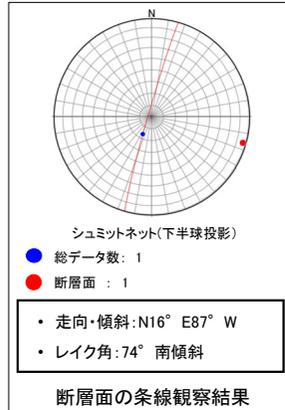 N
シュミットネット(下半球投影)
総データ数: 1
断層面 : 1
• 走向・傾斜:N16° E87° W
• レイク角:74° 南傾斜
断層面の条線観察結果